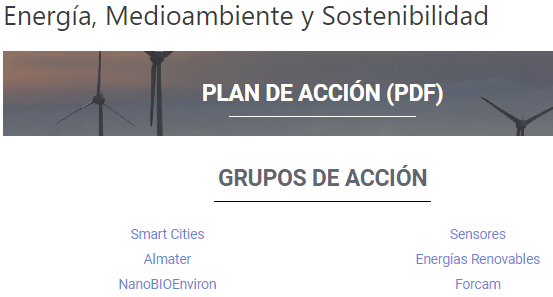 Energía, Medioambiente y Sostenibilidad
PLAN DE ACCIÓN (PDF)
GRUPOS DE ACCIÓN
Smart Cities
Sensores
Almater
Energías Renovables
NanoBIOEnviron
Forcam